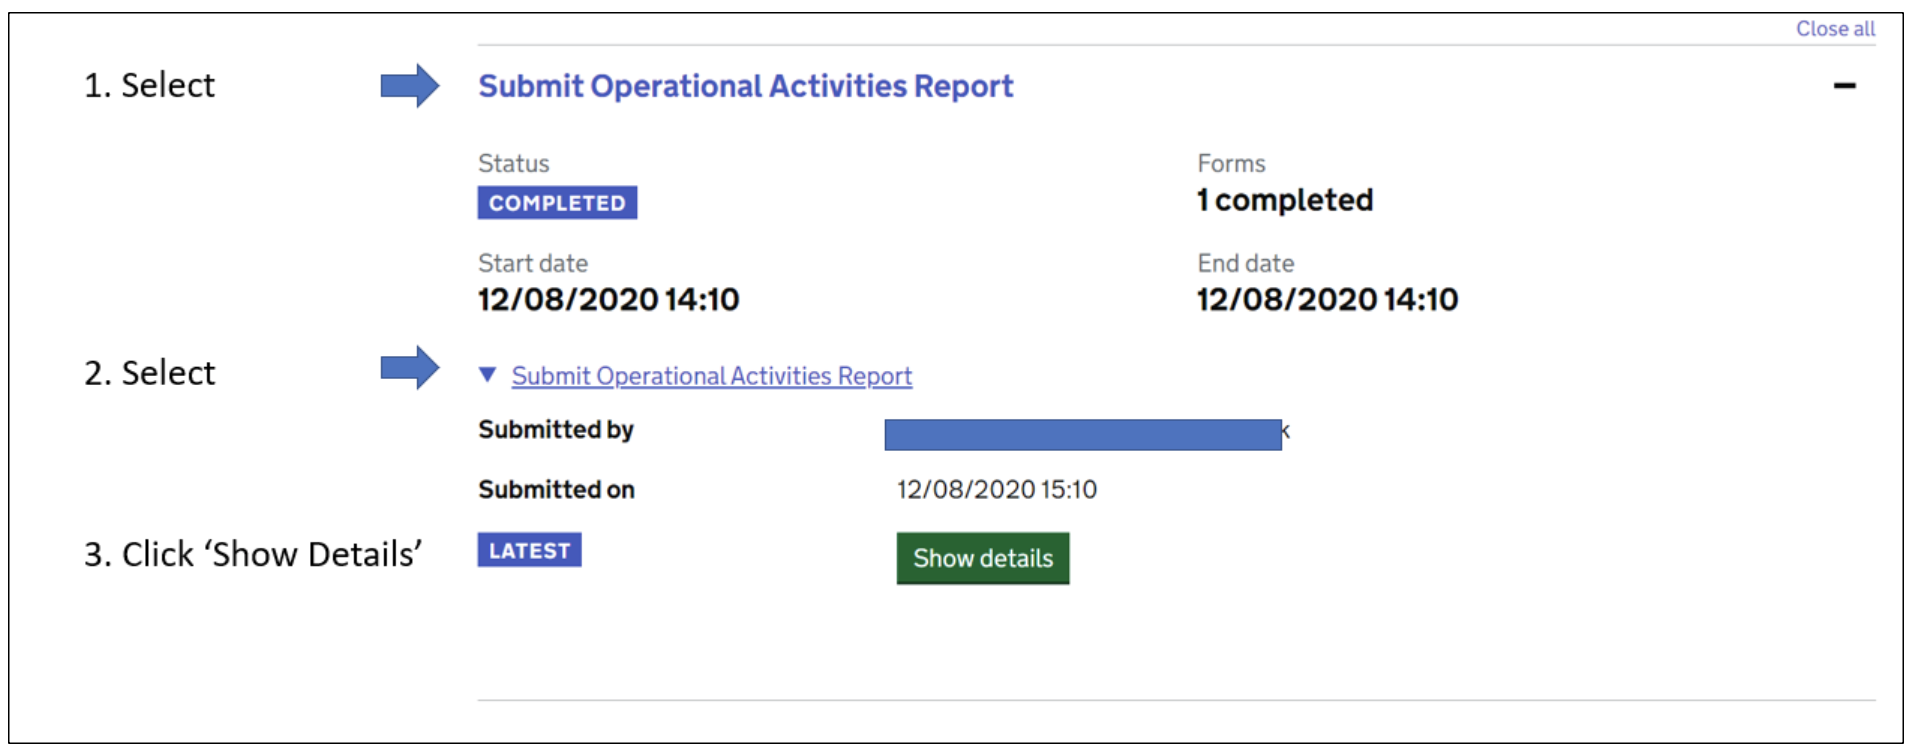 Close all
1. Select
Submit Operational Activities Report
Status
Forms
COMPLETED
1 completed
Start date
End date
12/08/2020 14:10
12/08/2020 14:10
2. Select
Submit Operational Activities Report
Submitted by
Submitted on
12/08/2020 15:10
3. Click ‘Show Details’
LATEST
Show details